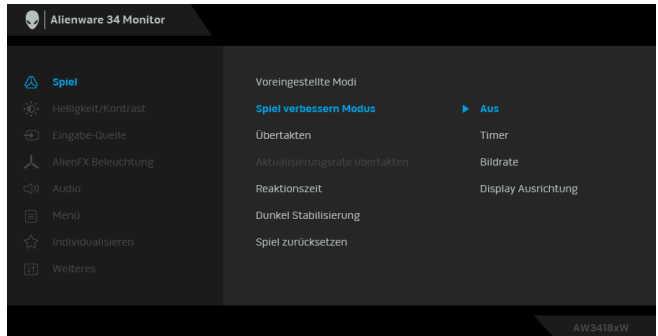 Alienware 34 Monitor
Spiel
Helligkeit/Kontrast
Eingabe-Quelle
AlienFX Beleuchtung
Audio
Menü
Individualisieren
Weiteres
Voreingestellte Modi
Spiel verbessern Modus
Übertakten
Aktualisierungsrate übertakten
Reaktionszeit
Dunkel Stabilisierung
Spiel zurücksetzen
Aus
Timer
Bildrate
Display Ausrichtung
AW3418xW